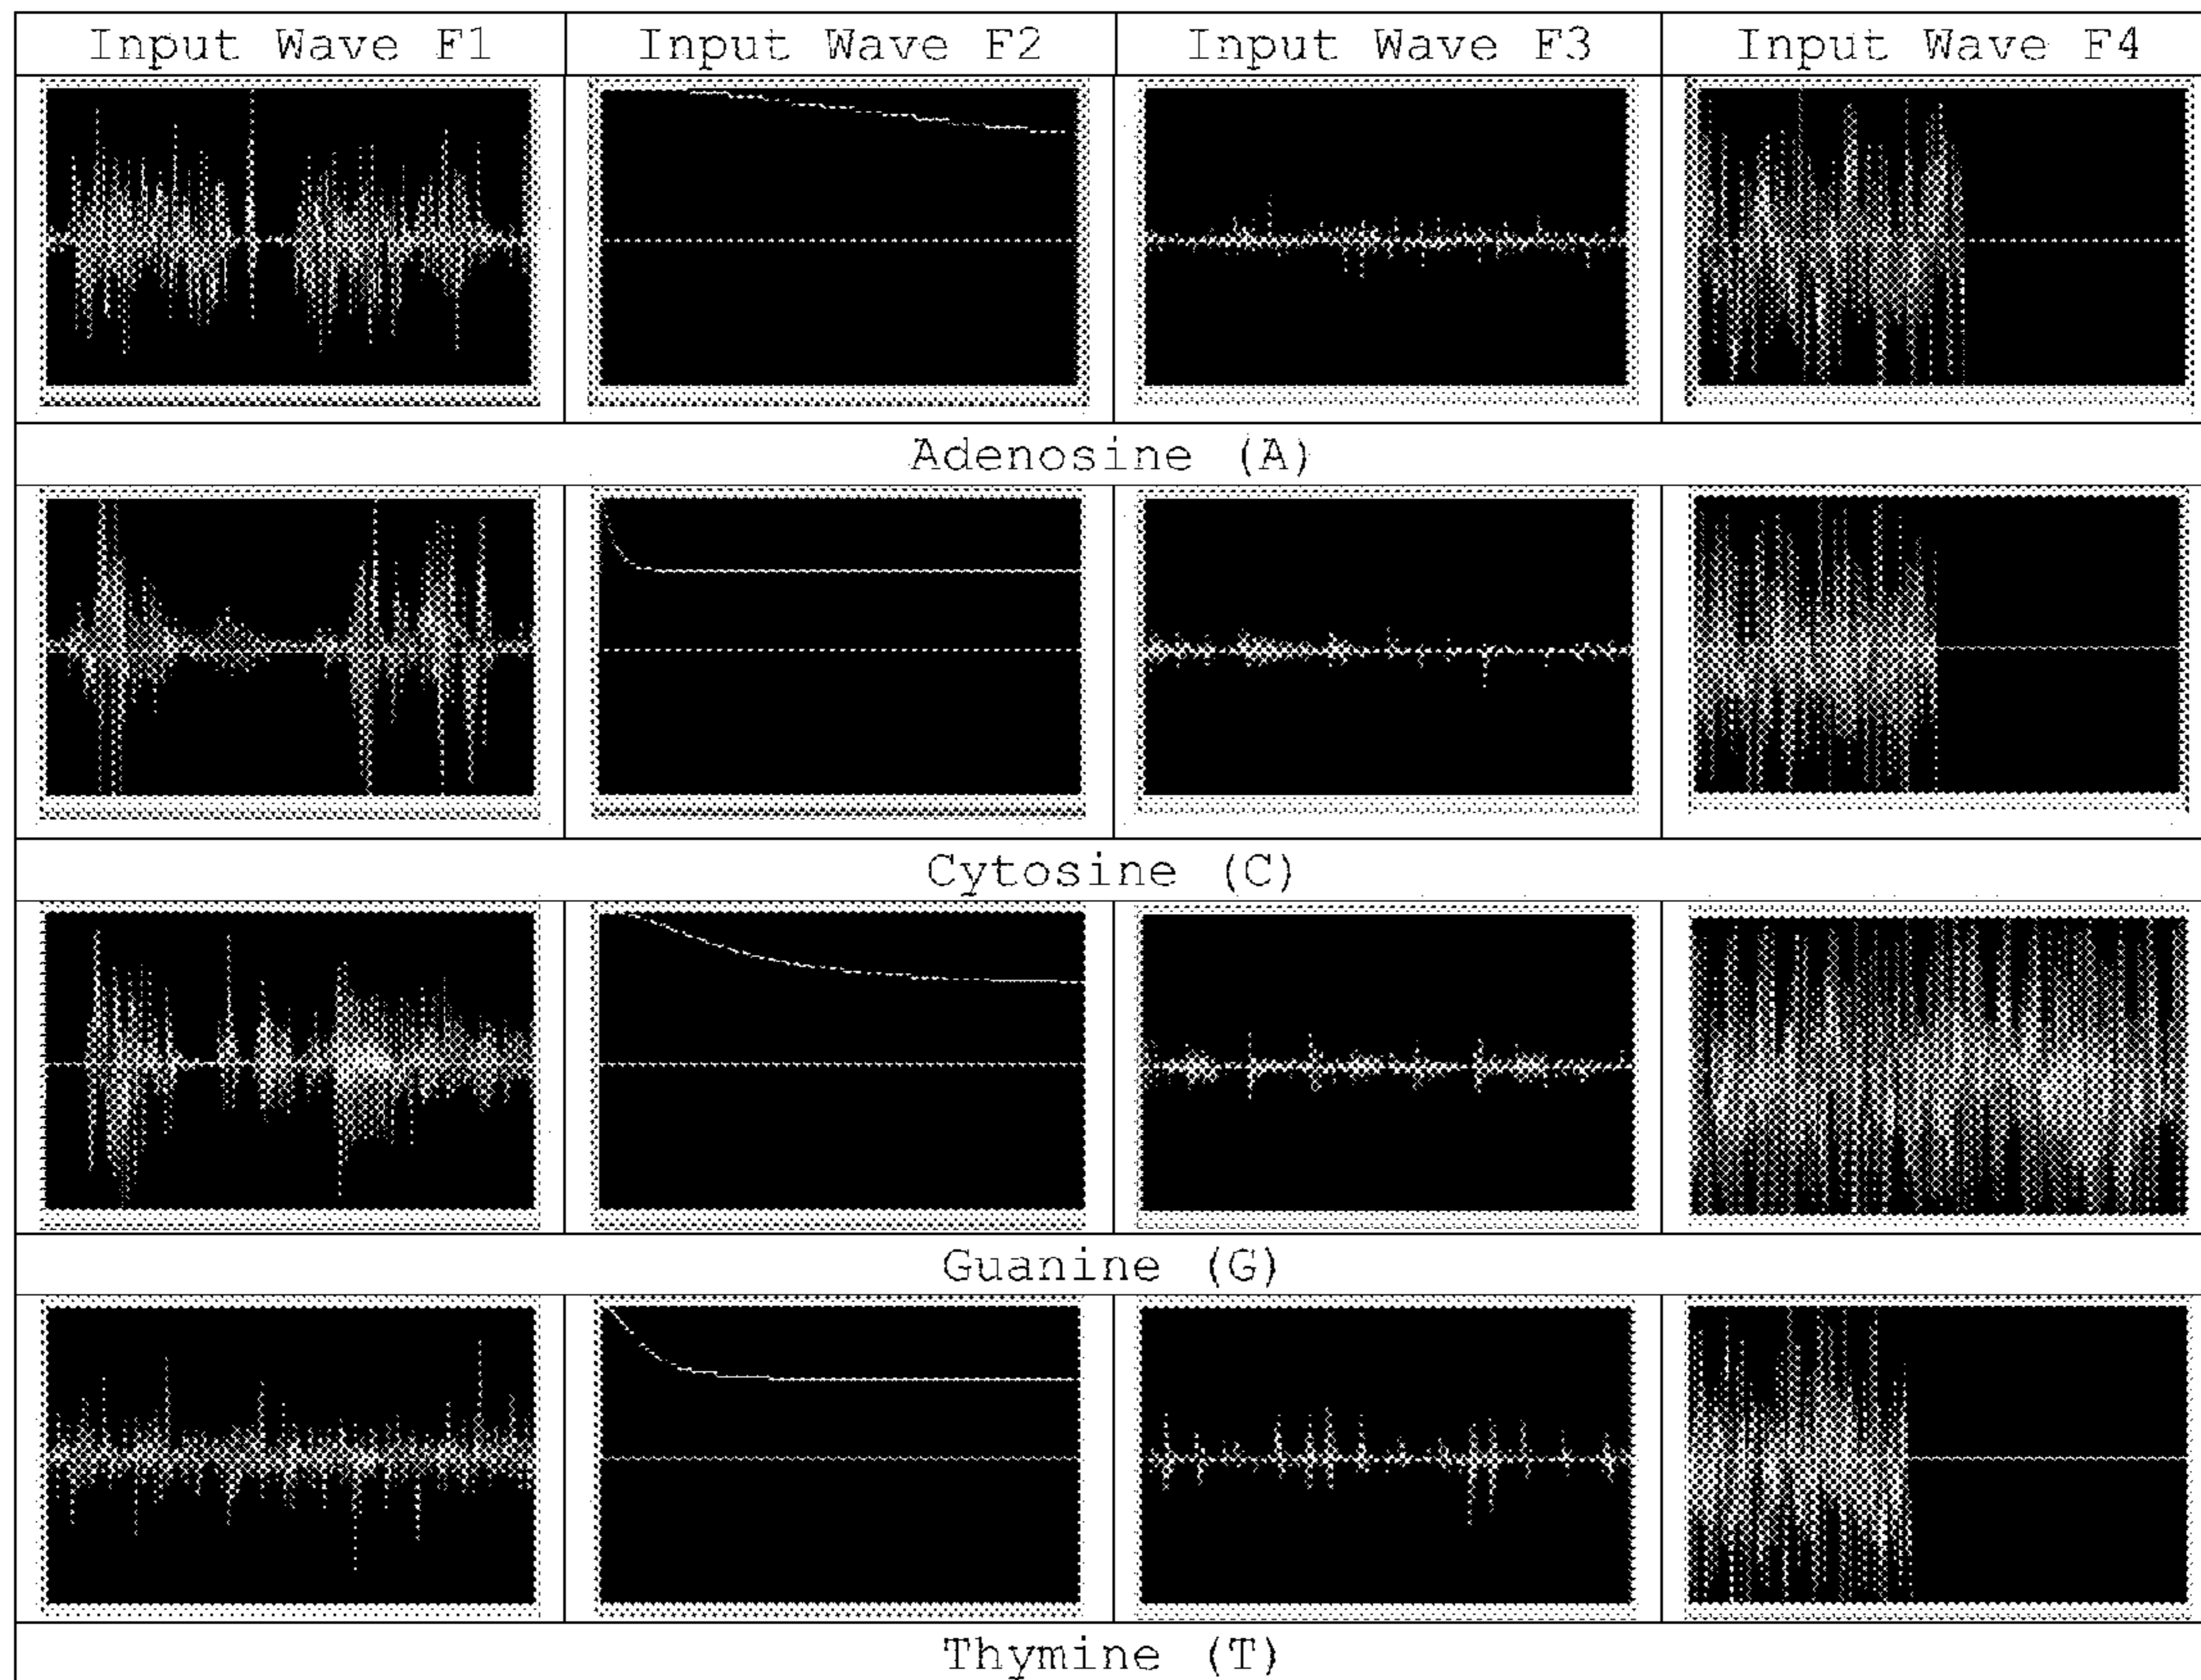 Input Wave F1 Input Wave F2 Input Wave F3 Input Wave F4
Adenosine (A)
Cytosine (C)
Guanine (G)
Thymine (T)